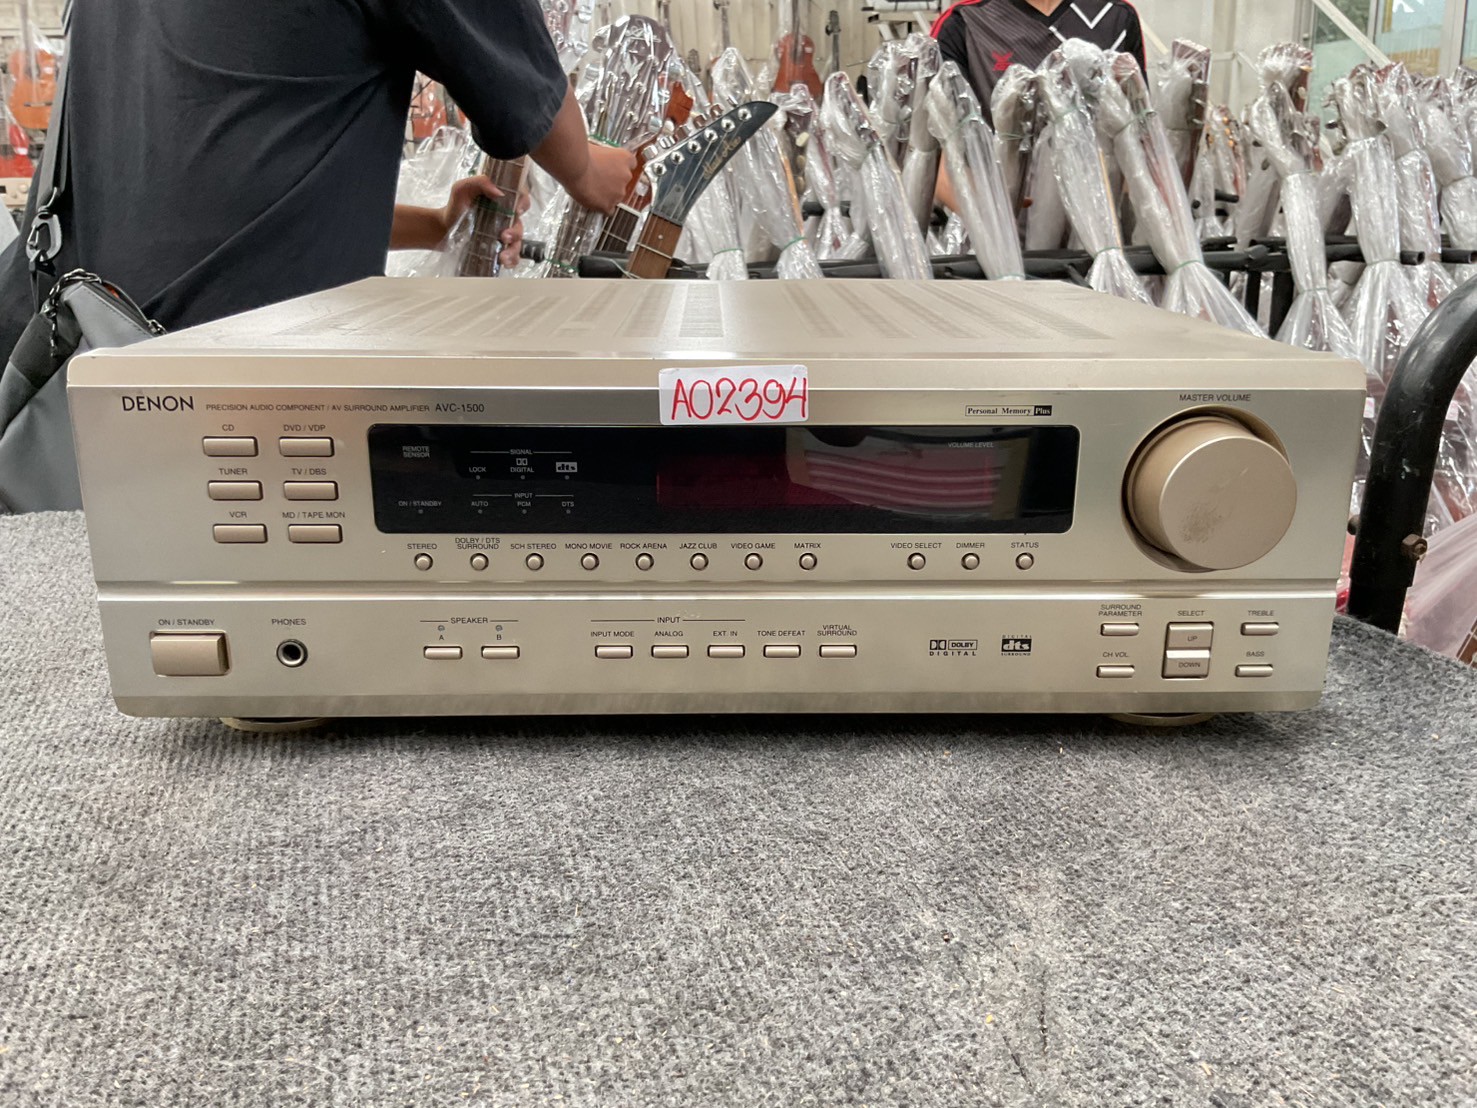 A02394
DENON PRECISION AUDIO COMPONENT / AV SURROUND AMPLIFIER AVC-1500
Personal Memory Plus
MASTER VOLUME
CD DVD / VDP
TUNER TV / DBS
VCR MD / TAPE MON
REMOTE
SENSOR
SIGNAL
LOCK DIGITAL dts
ON / STANDBY
INPUT
AUTO PCM DTS
VOLUME LEVEL
STEREO
DOLBY / DTS
SURROUND
5CH STEREO
MONO MOVIE
ROCK ARENA
JAZZ CLUB
VIDEO GAME
MATRIX
VIDEO SELECT
DIMMER
STATUS
ON / STANDBY
PHONES
SPEAKER
A B
INPUT
INPUT MODE
ANALOG
EXT. IN
TONE DEFEAT
VIRTUAL
SURROUND
DOLBY
DIGITAL
DIGITAL
dts
SURROUND
SURROUND
PARAMETER
CH VOL.
SELECT
UP
DOWN
TREBLE
BASS